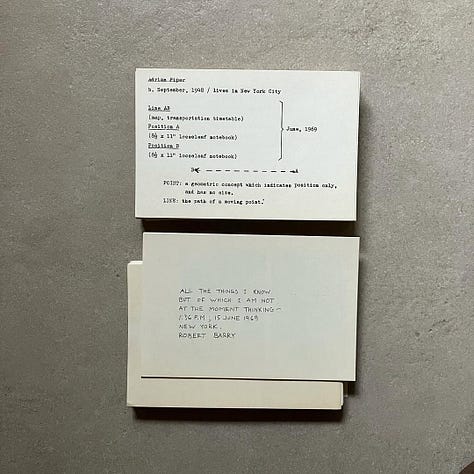 Adrian Piper
b. September, 1948 / lives in New York City
Line AB
(map, transportation timetable)
Position A
(8½ x 11" looseleaf notebook)
Position B
(8½ x 11" looseleaf notebook)
June, 1969
B A
POINT: a geometric concept which indicates position only,
and has no size.
LINE: the path of a moving point.
ALL THE THINGS I KNOW
BUT OF WHICH I AM NOT
AT THE MOMENT THINKING –
1:36 P.M., 15 JUNE 1969
NEW YORK.
ROBERT BARRY